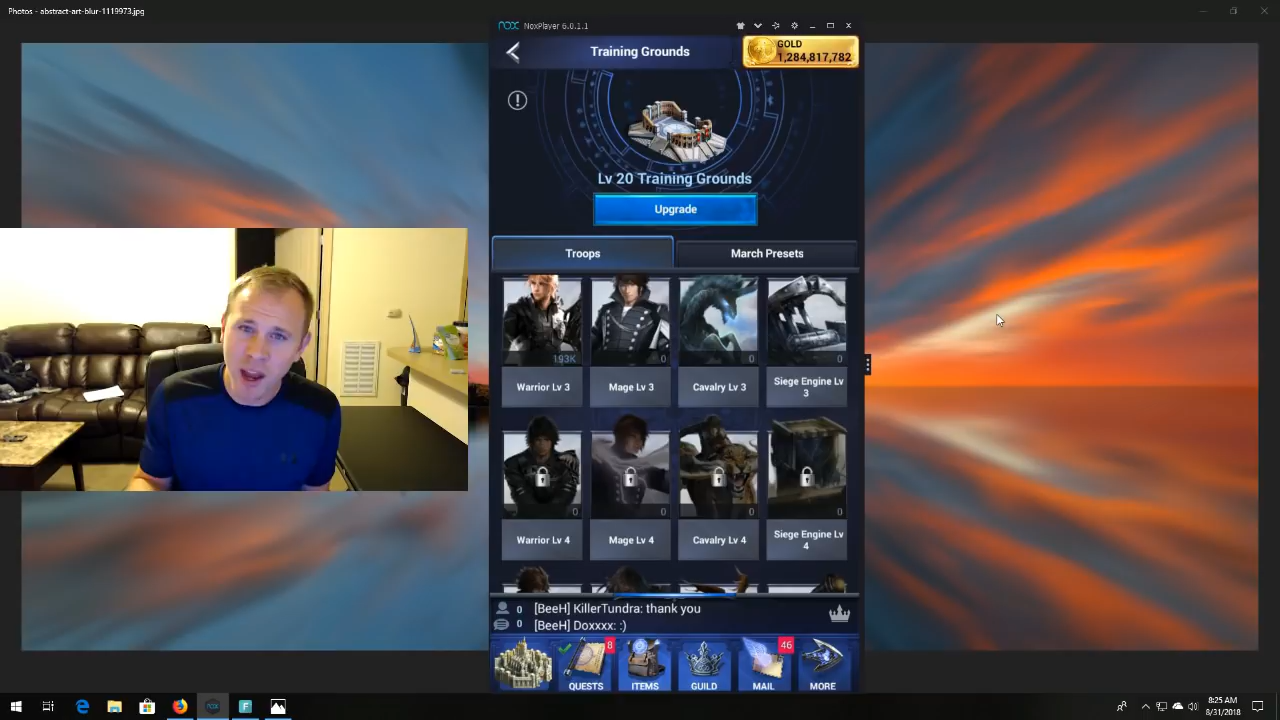 Photos - abstract-art-blur-1119973.jpg
nox NoxPlayer 6.0.1.1
Training Grounds
GOLD
1,284,817,782
Lv 20 Training Grounds
Upgrade
Troops
March Presets
193K
0
0
0
Warrior Lv 3
Mage Lv 3
Cavalry Lv 3
Siege Engine Lv
3
0
0
0
0
Warrior Lv 4
Mage Lv 4
Cavalry Lv 4
Siege Engine Lv
4
0 [BeeH] KillerTundra: thank you
0 [BeeH] Doxxxx: :)
8
46
QUESTS
ITEMS
GUILD
MAIL
MORE
8:25 AM
8/31/2018